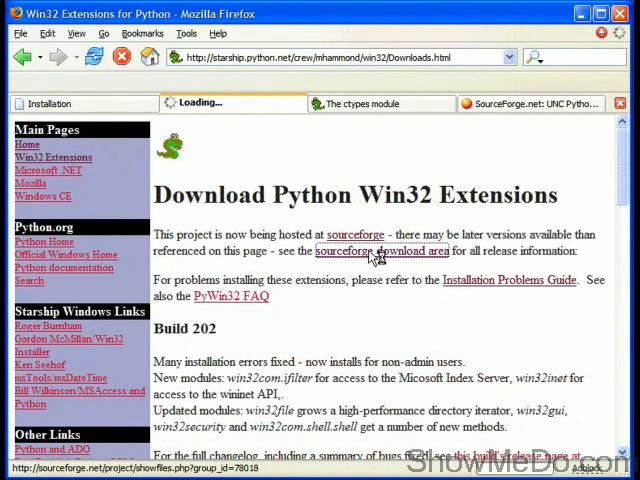 Win32 Extensions for Python - Mozilla Firefox
File Edit View Go Bookmarks Tools Help
http://starship.python.net/crew/mhammond/win32/Downloads.html
Installation
Loading...
The ctypes module
SourceForge.net: UNC Pytho...
Main Pages
Home
Win32 Extensions
Microsoft .NET
Mozilla
Windows CE
Python.org
Python Home
Official Windows Home
Python documentation
Search
Starship Windows Links
Roger Burnham
Gordon McMillan/Win32
Installer
Ken Seehof
mxTools/mxDateTime
Bill Wilkinson/MSAccess and
Python
Other Links
Python and ADO
Download Python Win32 Extensions
This project is now being hosted at sourceforge - there may be later versions available than
referenced on this page - see the sourceforge download area for all release information:
For problems installing these extensions, please refer to the Installation Problems Guide. See
also the PyWin32 FAQ
Build 202
Many installation errors fixed - now installs for non-admin users.
New modules: win32com.ifilter for access to the Micosoft Index Server, win32inet for
access to the wininet API,.
Updated modules: win32file grows a high-performance directory iterator, win32gui,
win32security and win32com.shell.shell get a number of new methods.
For the full changelog, including a summary of bugs fixed, see this build's release page at
http://sourceforge.net/project/showfiles.php?group_id=78018
Adblock
ShowMeDo.com